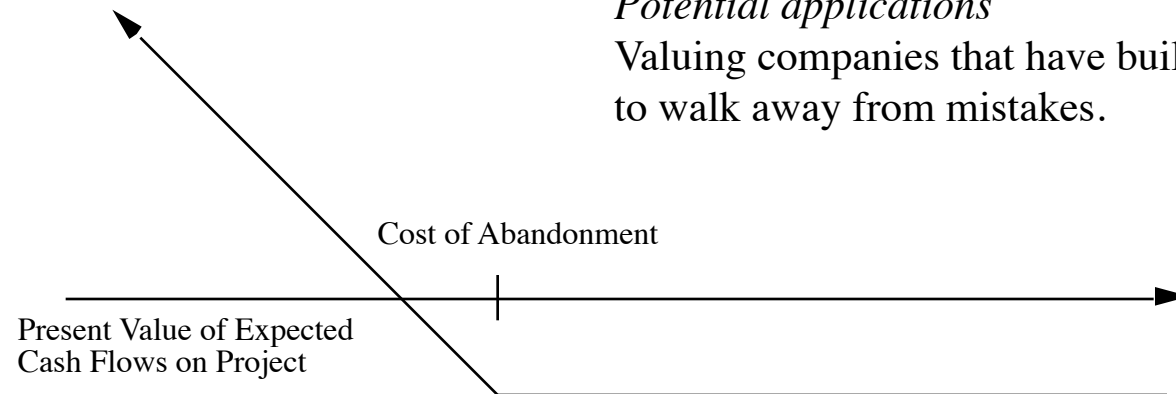 Potential applications
Valuing companies that have
to walk away from mistakes.
Cost of Abandonment
Present Value of Expected
Cash Flows on Project